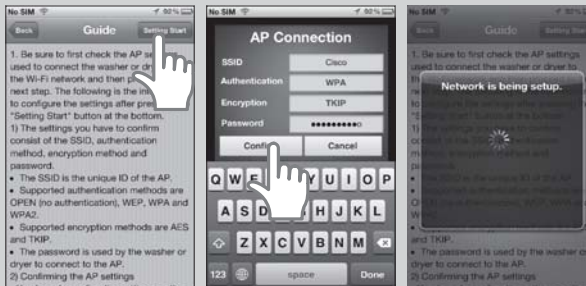 No SIM
92%
Back
Guide
Setting Start
1. Be sure to first check the AP
used to connect the washer or
the Wi-Fi network and then
next step. The following is the
to configure the settings after
"Setting Start" button at the bottom.
1) The settings you have to confirm
consist of the SSID, authentication
method, encryption method and
password.
• The SSID is the unique ID of the AP.
• Supported authentication methods are
OPEN (no authentication), WEP, WPA and
WPA2.
• Supported encryption methods are AES
and TKIP.
• The password is used by the washer or
dryer to connect to the AP.
2) Confirming the AP settings
No SIM
92%
AP Connection
SSID
Cisco
Authentication
WPA
Encryption
TKIP
Password
●●●●●●●●●o
Cancel
Q W Y U I O P
A S D J K L
Z X C V B N M
123
space
Done
No SIM
92%
Back
Guide
Setting Start
1. Be sure to first check the AP settings
used to connect the washer or dryer to
Network is being setup.
and TKIP.
• The password is used by the washer or
dryer to connect to the AP.
2) Confirming the AP settings